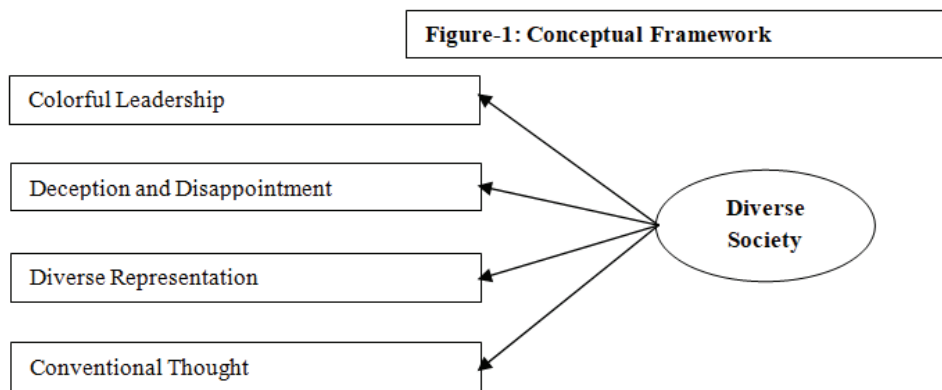 Figure-1: Conceptual Framework
Colorful Leadership
Deception and Disappointment
Diverse Representation
Conventional Thought
Diverse
Society